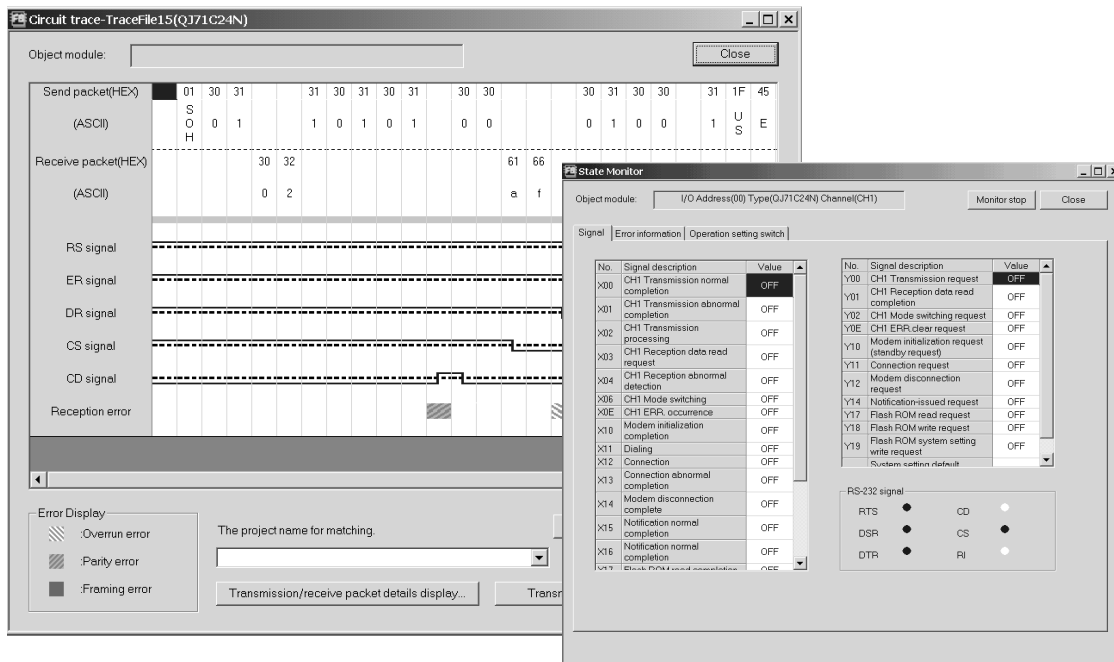 Circuit trace-TraceFile15(QJ71C24N)
Object module:
Close
Send packet(HEX) 01 30 31 31 30 31 30 31 30 30 30 31 30 30 31 1F 45
(ASCII) SOH 0 1 1 0 1 0 1 0 0 0 1 0 0 1 US E
Receive packet(HEX) 30 32 61 66
(ASCII) 0 2 a f
RS signal
ER signal
DR signal
CS signal
CD signal
Reception error
Error Display
:Overrun error
:Parity error
:Framing error
The project name for matching.
Transmission/receive packet details display...
Transr
State Monitor
Object module: I/O Address(00) Type(QJ71C24N) Channel(CH1)
Monitor stop
Close
Signal Error information Operation setting switch
No. Signal description Value
X00 CH1 Transmission normal completion OFF
X01 CH1 Transmission abnormal completion OFF
X02 CH1 Transmission processing OFF
X03 CH1 Reception data read request OFF
X04 CH1 Reception abnormal detection OFF
X06 CH1 Mode switching OFF
X0E CH1 ERR. occurrence OFF
X10 Modem initialization completion OFF
X11 Dialing OFF
X12 Connection OFF
X13 Connection abnormal completion OFF
X14 Modem disconnection complete OFF
X15 Notification normal completion OFF
X16 Notification normal completion OFF
X17 Flash ROM read completion OFF
No. Signal description Value
Y00 CH1 Transmission request OFF
Y01 CH1 Reception data read completion OFF
Y02 CH1 Mode switching request OFF
Y0E CH1 ERR.clear request OFF
Y10 Modem initialization request (standby request) OFF
Y11 Connection request OFF
Y12 Modem disconnection request OFF
Y14 Notification-issued request OFF
Y17 Flash ROM read request OFF
Y18 Flash ROM write request OFF
Y19 Flash ROM system setting write request OFF
System setting default
RS-232 signal
RTS CD
DSR CS
DTR RI